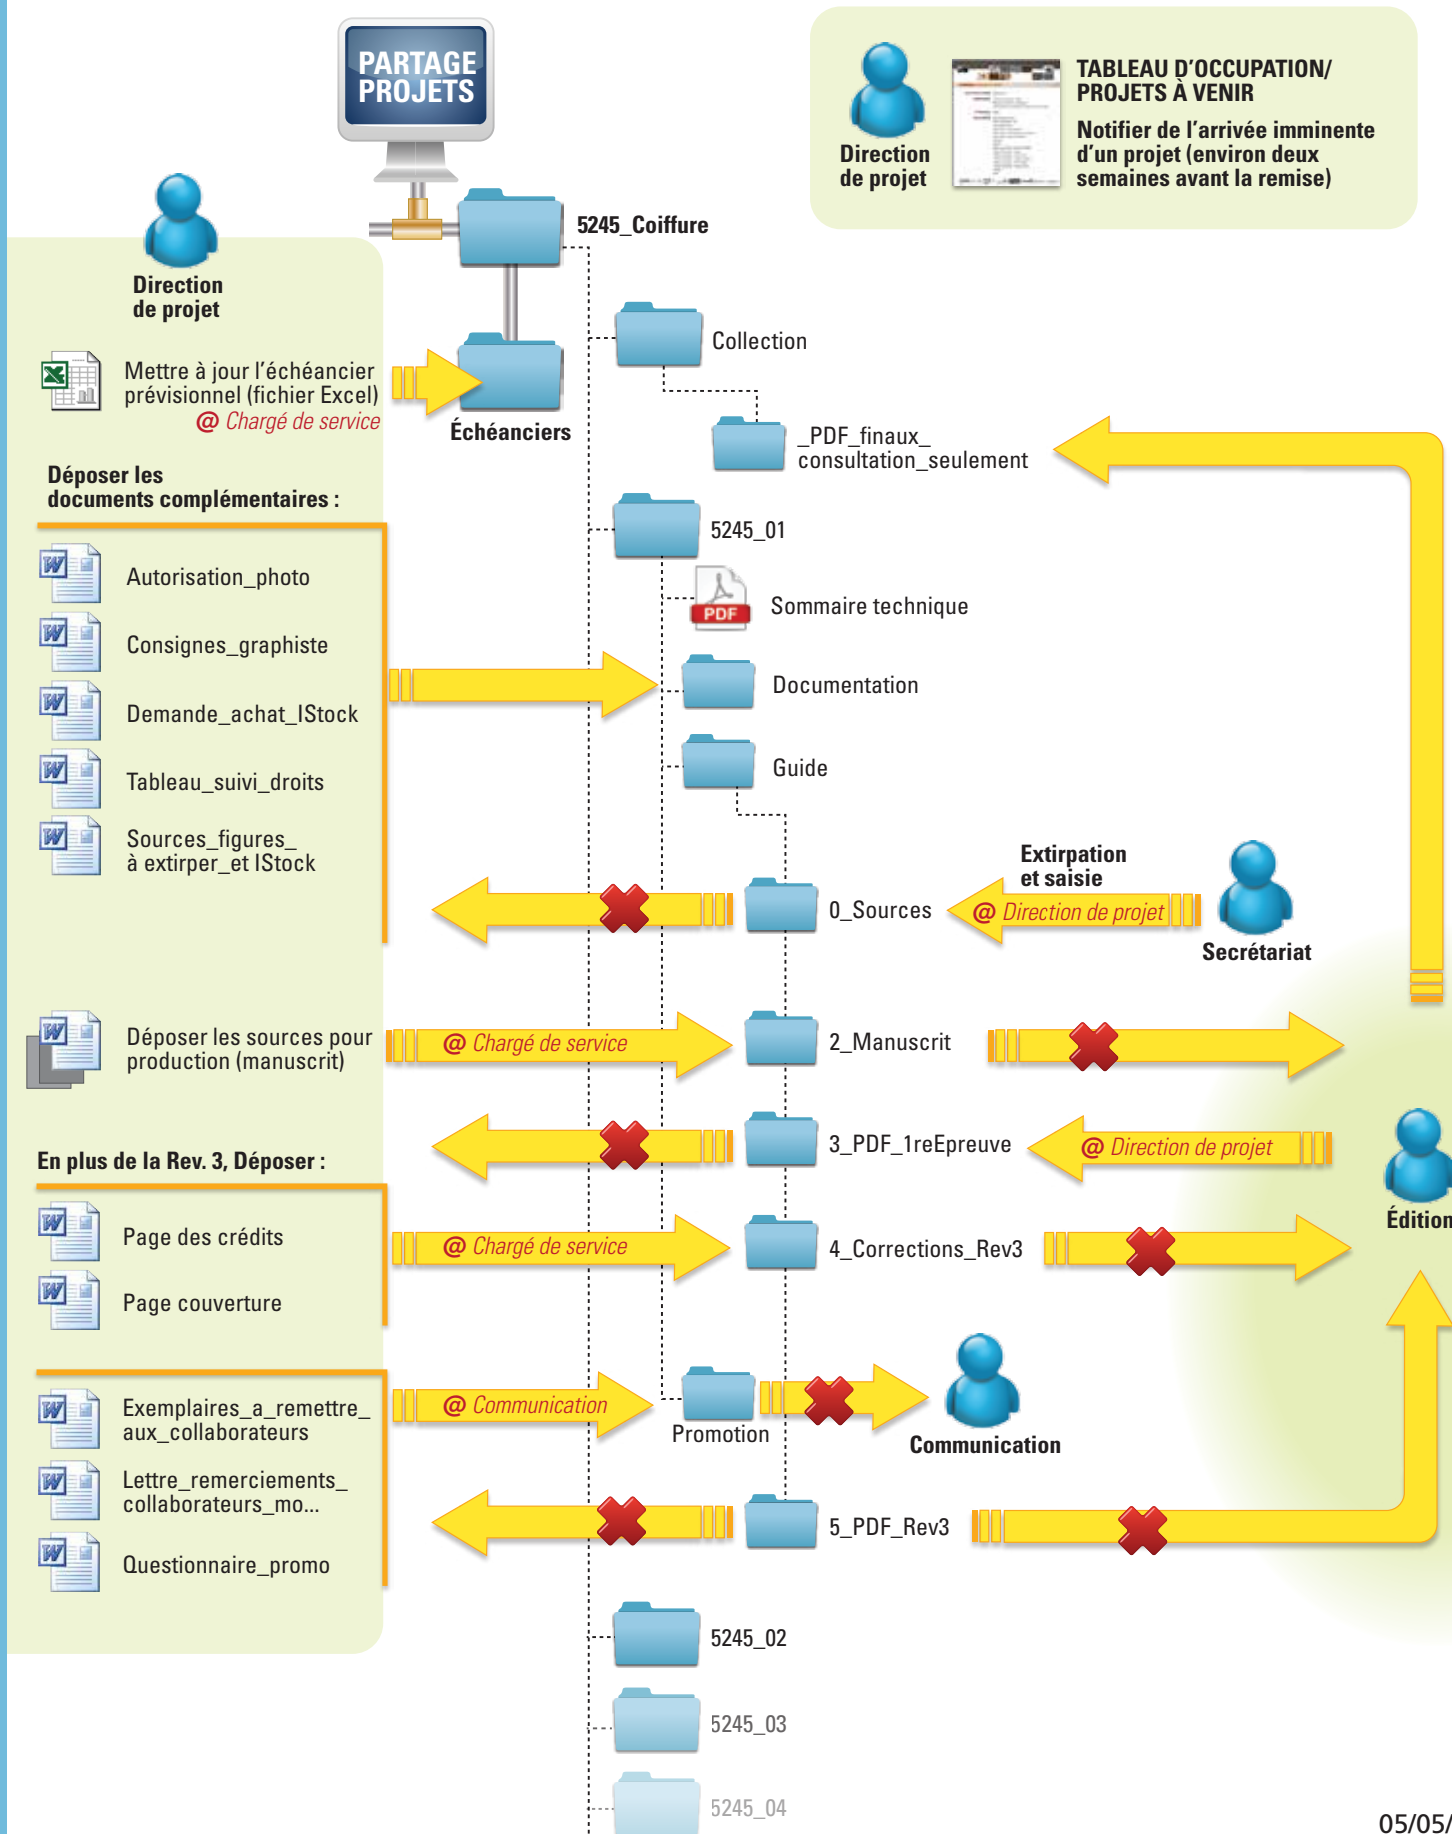 PARTAGE
PROJETS
TABLEAU D'OCCUPATION/
PROJETS À VENIR
Notifier de l'arrivée imminente
d'un projet (environ deux
semaines avant la remise)
Direction
de projet
5245_Coiffure
Direction
de projet
Collection
Mettre à jour l'échéancier
prévisionnel (fichier Excel)
@ Chargé de service
Échéanciers
_PDF_finaux_
consultation_seulement
Déposer les
documents complémentaires :
5245_01
Autorisation_photo
PDF
Sommaire technique
Consignes_graphiste
Documentation
Demande_achat_IStock
Guide
Tableau_suivi_droits
Sources_figures_
à extirper_et IStock
Extirpation
et saisie
0_Sources
@ Direction de projet
Secrétariat
Déposer les sources pour
production (manuscrit)
@ Chargé de service
2_Manuscrit
3_PDF_1reEpreuve
@ Direction de projet
En plus de la Rev. 3, Déposer :
Édition
Page des crédits
@ Chargé de service
4_Corrections_Rev3
Page couverture
Exemplaires_a_remettre_
aux_collaborateurs
@ Communication
Promotion
Communication
Lettre_remerciements_
collaborateurs_mo...
5_PDF_Rev3
Questionnaire_promo
5245_02
5245_03
5245_04
05/05/